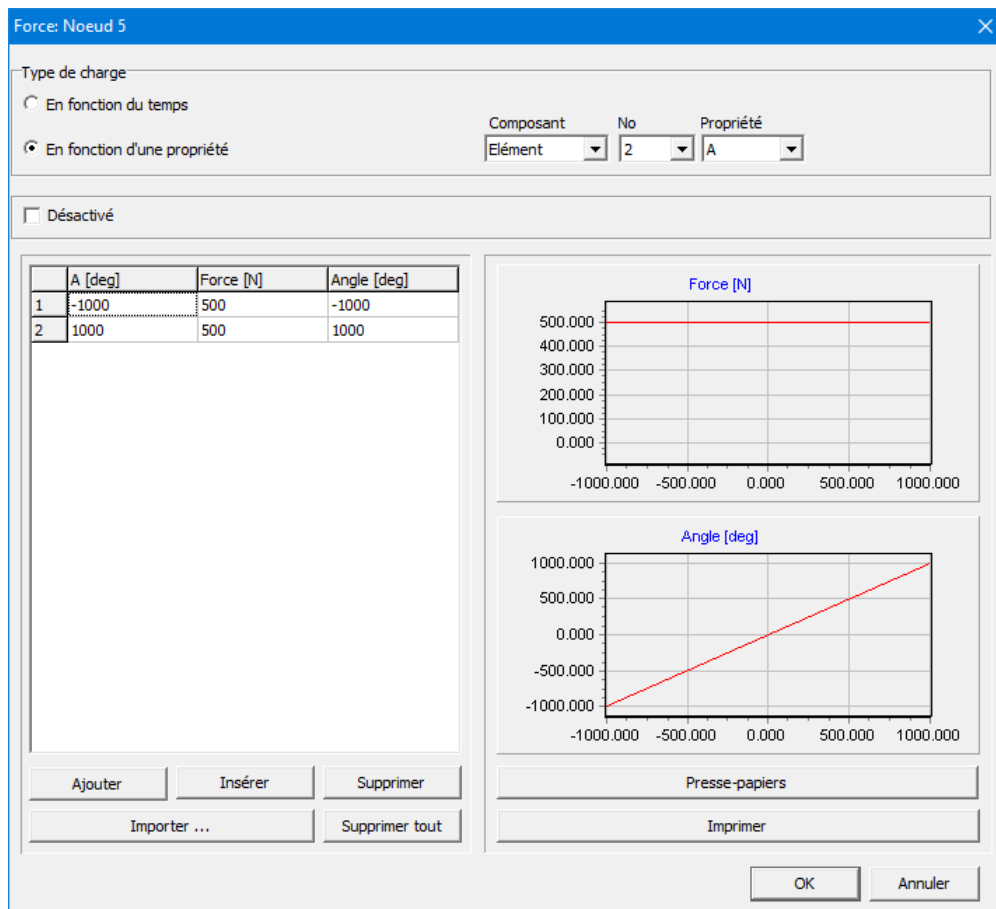 Force: Noeud 5
Type de charge
En fonction du temps
En fonction d'une propriété
Composant No Propriété
Elément 2 A
Désactivé
A [deg] Force [N] Angle [deg]
1 -1000 500 -1000
2 1000 500 1000
Force [N]
500.000
400.000
300.000
200.000
100.000
0.000
-1000.000 -500.000 0.000 500.000 1000.000
Angle [deg]
1000.000
500.000
0.000
-500.000
-1000.000
-1000.000 -500.000 0.000 500.000 1000.000
Ajouter Insérer Supprimer
Importer ... Supprimer tout
Presse-papiers
Imprimer
OK Annuler